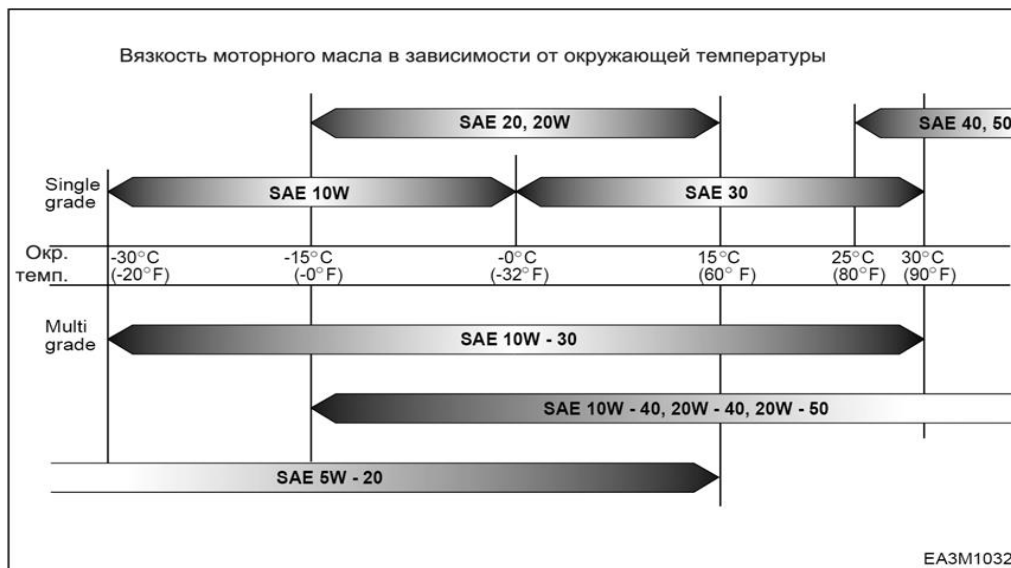 Вязкость моторного масла в зависимости от окружающей температуры
SAE 20, 20W
SAE 40, 50
Single
grade
SAE 10W
SAE 30
Окр.
темп.
-30°C
(-20°F)
-15°C
(-0°F)
-0°C
(-32°F)
15°C
(60°F)
25°C
(80°F)
30°C
(90°F)
Multi
grade
SAE 10W - 30
SAE 10W - 40, 20W - 40, 20W - 50
SAE 5W - 20
EA3M1032